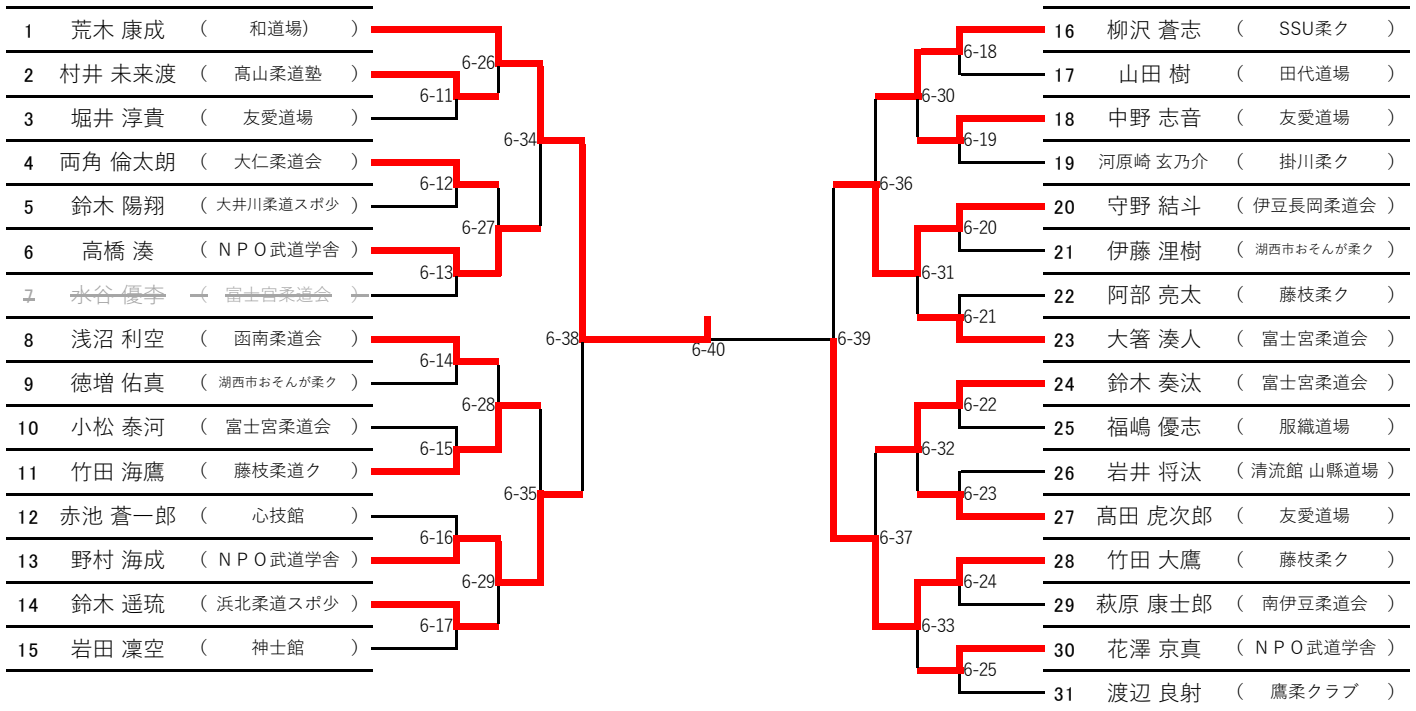 1 荒木 康成 ( 和道場) )
2 村井 未来渡 ( 髙山柔道塾 )
3 堀井 淳貴 ( 友愛道場 )
4 両角 倫太朗 ( 大仁柔道会 )
5 鈴木 陽翔 ( 大井川柔道スポ少 )
6 高橋 湊 ( ＮＰＯ武道学舎 )
7 水谷 優李 ( 富士宮柔道会 )
8 浅沼 利空 ( 函南柔道会 )
9 徳増 佑真 ( 湖西市おそんが柔ク )
10 小松 泰河 ( 富士宮柔道会 )
11 竹田 海鷹 ( 藤枝柔道ク )
12 赤池 蒼一郎 ( 心技館 )
13 野村 海成 ( ＮＰＯ武道学舎 )
14 鈴木 遥琉 ( 浜北柔道スポ少 )
15 岩田 凜空 ( 神士館 )
6-11
6-12
6-13
6-14
6-15
6-16
6-17
6-26
6-27
6-28
6-29
6-34
6-35
6-38
6-40
6-39
6-36
6-37
6-30
6-31
6-32
6-33
6-18
6-19
6-20
6-21
6-22
6-23
6-24
6-25
16 柳沢 蒼志 ( SSU柔ク )
17 山田 樹 ( 田代道場 )
18 中野 志音 ( 友愛道場 )
19 河原崎 玄乃介 ( 掛川柔ク )
20 守野 結斗 ( 伊豆長岡柔道会 )
21 伊藤 浬樹 ( 湖西市おそんが柔ク )
22 阿部 亮太 ( 藤枝柔ク )
23 大箸 湊人 ( 富士宮柔道会 )
24 鈴木 奏汰 ( 富士宮柔道会 )
25 福嶋 優志 ( 服織道場 )
26 岩井 将汰 ( 清流館 山縣道場 )
27 髙田 虎次郎 ( 友愛道場 )
28 竹田 大鷹 ( 藤枝柔ク )
29 萩原 康士郎 ( 南伊豆柔道会 )
30 花澤 京真 ( ＮＰＯ武道学舎 )
31 渡辺 良射 ( 鷹柔クラブ )